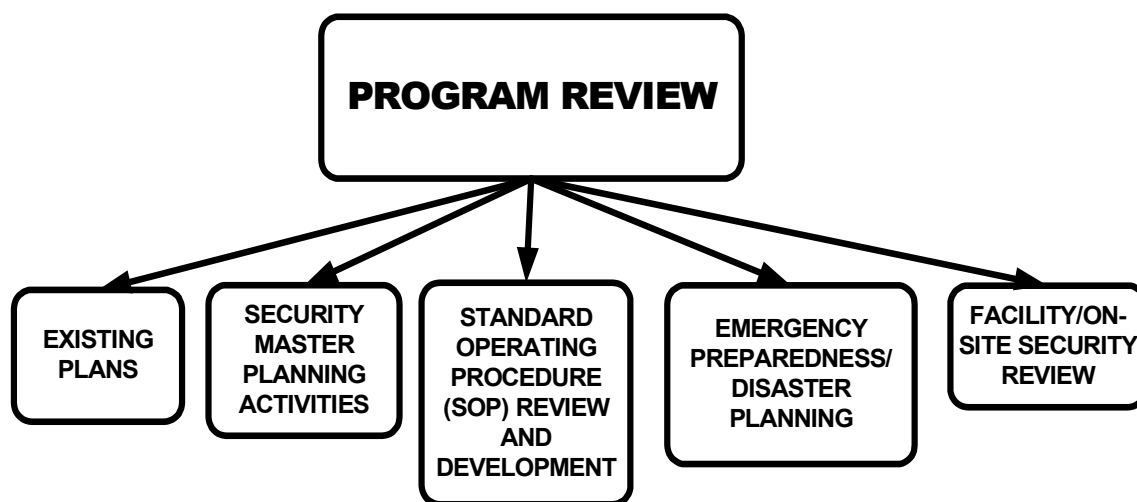 PROGRAM REVIEW
EXISTING
PLANS
SECURITY
MASTER
PLANNING
ACTIVITIES
STANDARD
OPERATING
PROCEDURE
(SOP) REVIEW
AND
DEVELOPMENT
EMERGENCY
PREPAREDNESS/
DISASTER
PLANNING
FACILITY/ON-
SITE SECURITY
REVIEW